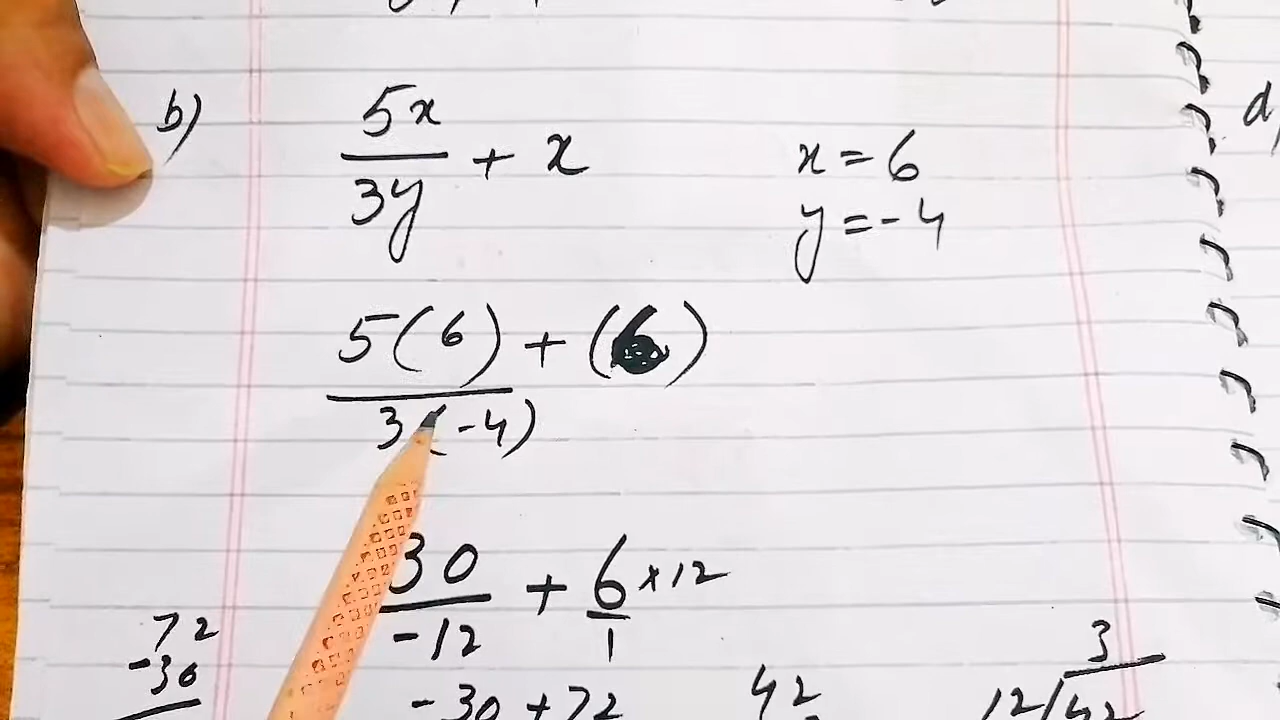 b) 5x/3y + x
x = 6
y = -4
5(6)/3(-4) + (6)
30/-12 + 6/1 ×12
72
-30
-30 + 72
42
3
12/42
d)